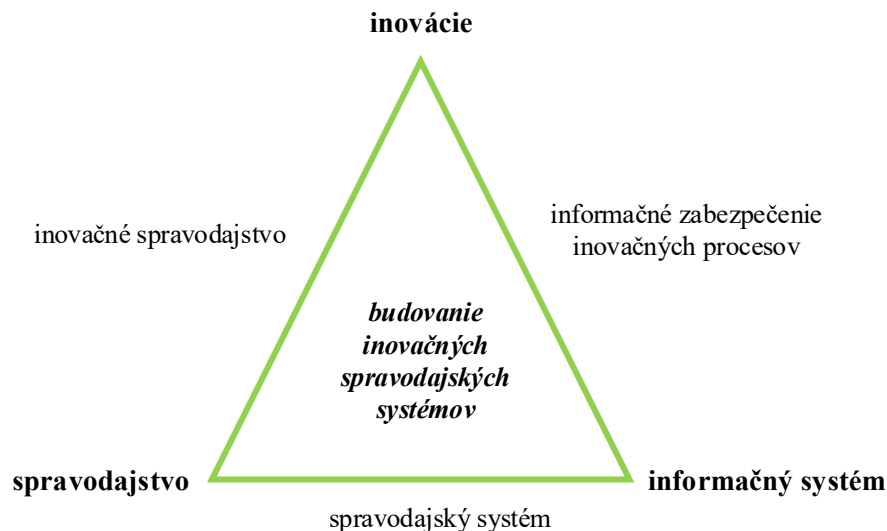 inovácie
inovačné spravodajstvo
informačné zabezpečenie
inovačných procesov
budovanie
inovačných
spravodajských
systémov
spravodajstvo
informačný systém
spravodajský systém